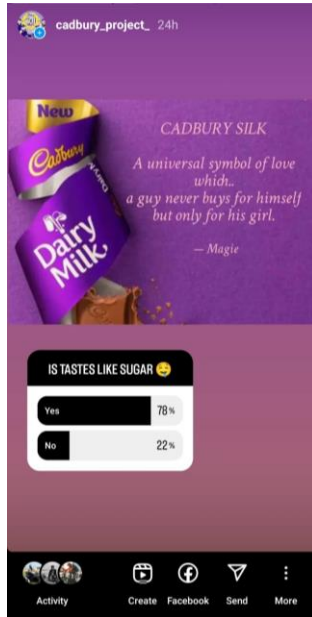 cadbury_project_ 24h
New
Cadbury
Dairy
Milk
CADBURY SILK
A universal symbol of love
which..
a guy never buys for himself
but only for his girl.
— Magie
IS TASTES LIKE SUGAR 🤤
Yes 78%
No 22%
Activity Create Facebook Send More